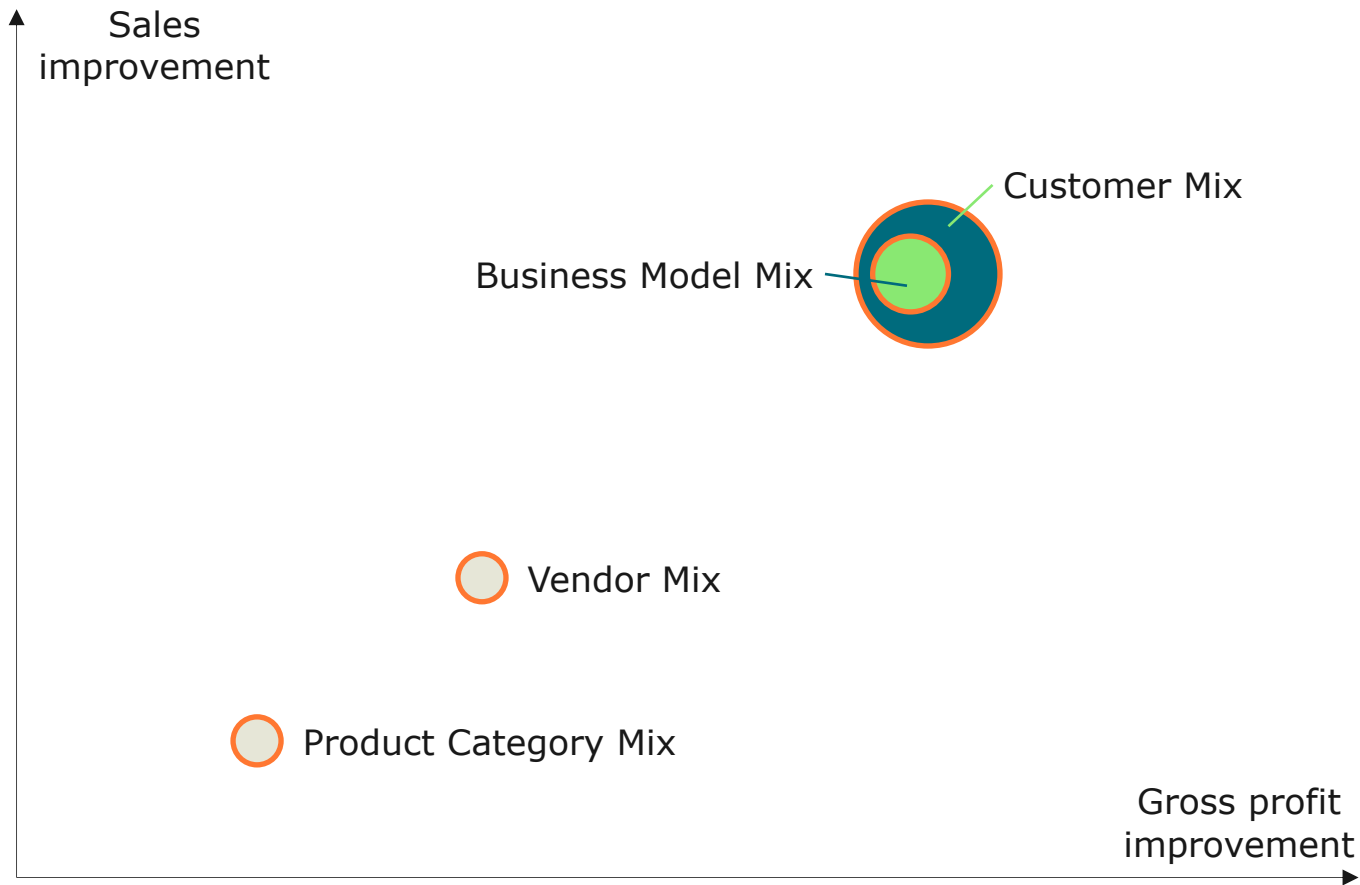 Sales
improvement
Customer Mix
Business Model Mix
Vendor Mix
Product Category Mix
Gross profit
improvement